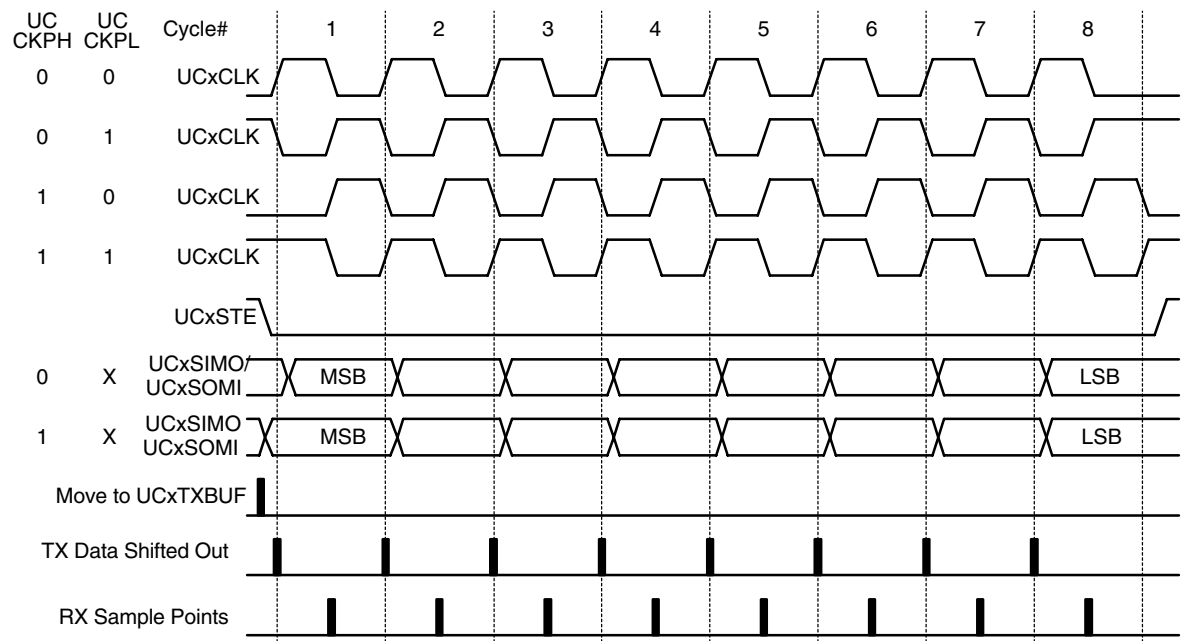 UC UC
CKPH CKPL Cycle# 1 2 3 4 5 6 7 8
0 0 UCxCLK
0 1 UCxCLK
1 0 UCxCLK
1 1 UCxCLK
UCxSTE
UCxSIMO/
0 X UCxSOMI MSB LSB
UCxSIMO
1 X UCxSOMI MSB LSB
Move to UCxTXBUF
TX Data Shifted Out
RX Sample Points